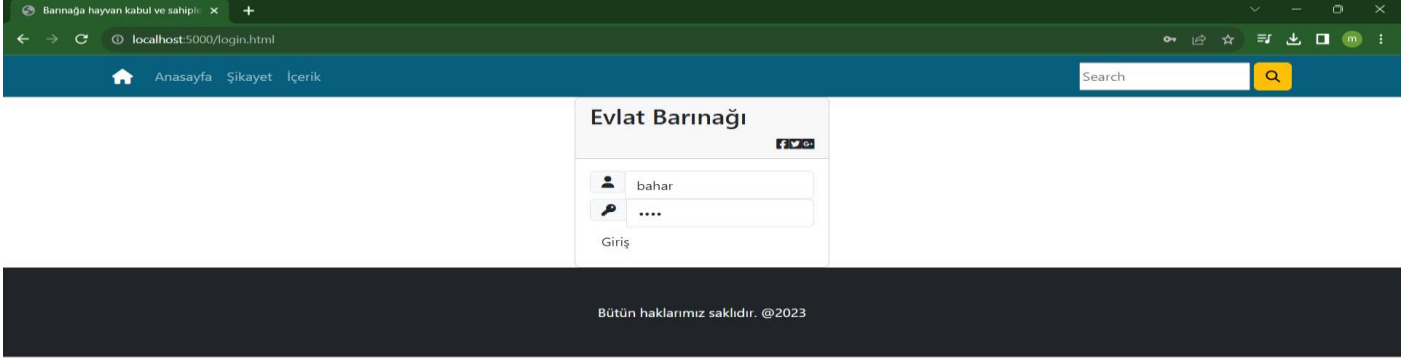 Barınağa hayvan kabul ve sahiple
localhost:5000/login.html
m
Anasayfa Şikayet İçerik
Search
Evlat Barınağı
bahar
••••
Giriş
Bütün haklarımız saklıdır. @2023